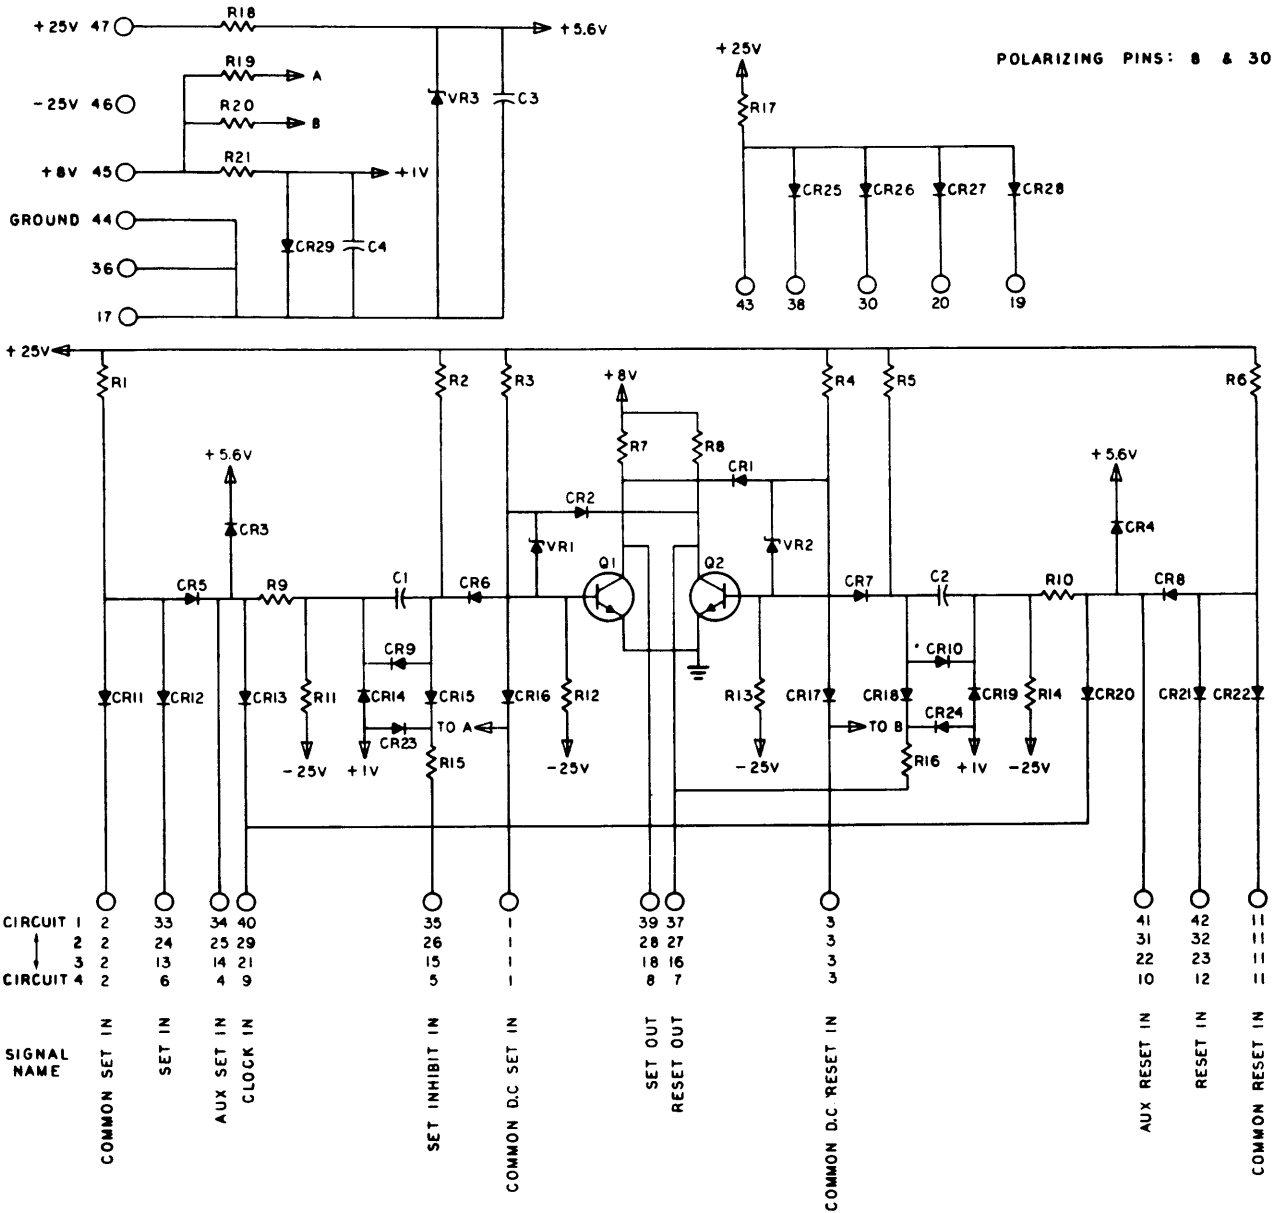 +25V 47 R18 +5.6V
R19 A
-25V 46 R20 B VR3 C3
+8V 45 R21 +1V
GROUND 44
CR29 C4
36
17
+25V
POLARIZING PINS: 8 & 30
R17
CR25 CR26 CR27 CR28
43 38 30 20 19
+25V
R1 R2 R3 +8V R4 R5 R6
R7 R8
+5.6V CR1 +5.6V
CR2
CR3 VR1 VR2 CR4
Q1 Q2
CR5 R9 C1 CR6 CR7 C2 R10 CR8
CR9 CR10
CR11 CR12 CR13 R11 CR14 CR15 CR16 R12 R13 CR17 CR18 CR19 R14 CR20 CR21 CR22
CR23 TO A TO B CR24
-25V +1V R15 -25V -25V R16 +1V -25V
CIRCUIT 1 2 33 34 40 35 1 39 37 3 41 42 11
2 2 24 25 29 26 1 28 27 3 31 32 11
3 2 13 14 21 15 1 18 16 3 22 23 11
CIRCUIT 4 2 6 4 9 5 1 8 7 3 10 12 11
SIGNAL
NAME
COMMON SET IN
SET IN
AUX SET IN
CLOCK IN
SET INHIBIT IN
COMMON D.C SET IN
SET OUT
RESET OUT
COMMON D.C RESET IN
AUX RESET IN
RESET IN
COMMON RESET IN